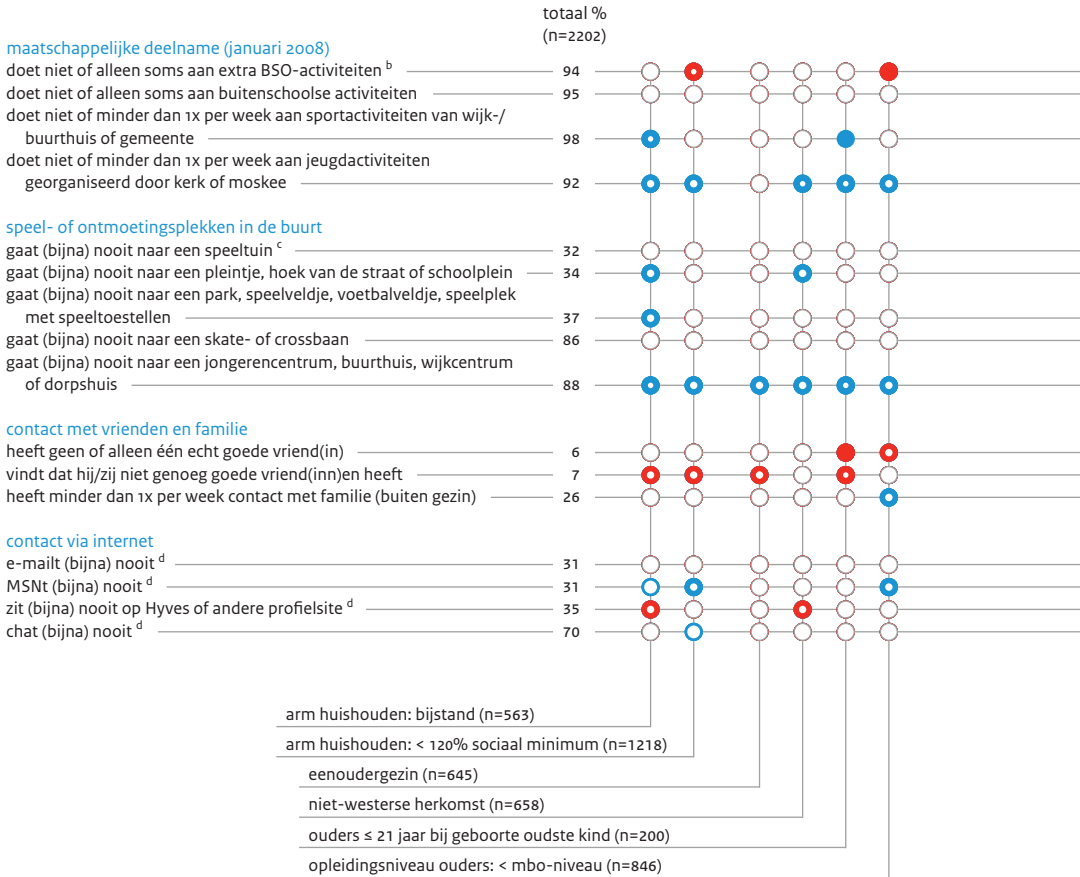 totaal %
(n=2202)
maatschappelijke deelname (januari 2008)
doet niet of alleen soms aan extra BSO-activiteiten b 94
doet niet of alleen soms aan buitenschoolse activiteiten 95
doet niet of minder dan 1x per week aan sportactiviteiten van wijk-/
buurthuis of gemeente 98
doet niet of minder dan 1x per week aan jeugdactiviteiten
georganiseerd door kerk of moskee 92
speel- of ontmoetingsplekken in de buurt
gaat (bijna) nooit naar een speeltuin c 32
gaat (bijna) nooit naar een pleintje, hoek van de straat of schoolplein 34
gaat (bijna) nooit naar een park, speelveldje, voetbalveldje, speelplek
met speeltoestellen 37
gaat (bijna) nooit naar een skate- of crossbaan 86
gaat (bijna) nooit naar een jongerencentrum, buurthuis, wijkcentrum
of dorpshuis 88
contact met vrienden en familie
heeft geen of alleen één echt goede vriend(in) 6
vindt dat hij/zij niet genoeg goede vriend(inn)en heeft 7
heeft minder dan 1x per week contact met familie (buiten gezin) 26
contact via internet
e-mailt (bijna) nooit d 31
MSNt (bijna) nooit d 31
zit (bijna) nooit op Hyves of andere profielsite d 35
chat (bijna) nooit d 70
arm huishouden: bijstand (n=563)
arm huishouden: < 120% sociaal minimum (n=1218)
eenoudergezin (n=645)
niet-westerse herkomst (n=658)
ouders ≤ 21 jaar bij geboorte oudste kind (n=200)
opleidingsniveau ouders: < mbo-niveau (n=846)